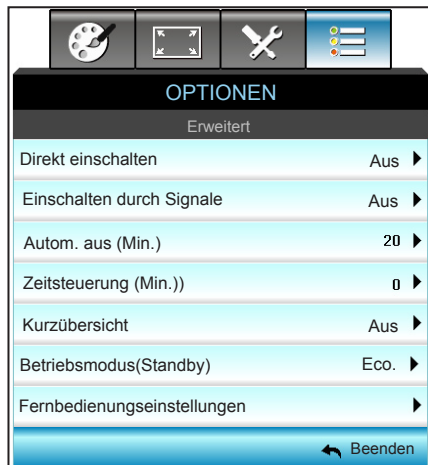 OPTIONEN
Erweitert
Direkt einschalten Aus
Einschalten durch Signale Aus
Autom. aus (Min.) 20
Zeitsteuerung (Min.)) 0
Kurzübersicht Aus
Betriebsmodus(Standby) Eco.
Fernbedienungseinstellungen
Beenden